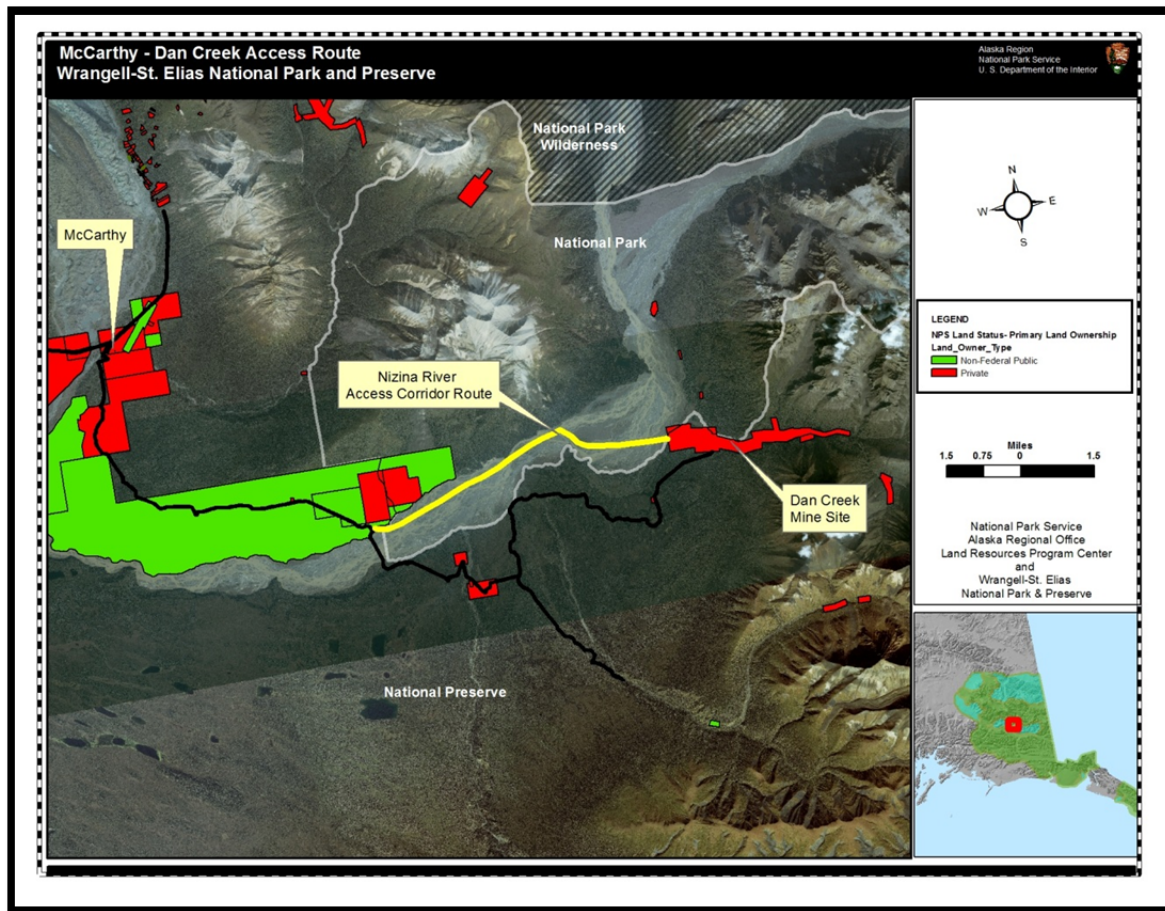 McCarthy - Dan Creek Access Route
Wrangell-St. Elias National Park and Preserve
Alaska Region
National Park Service
U. S. Department of the Interior
National Park
Wilderness
McCarthy
National Park
Nizina River
Access Corridor Route
Dan Creek
Mine Site
National Preserve
N
W
E
S
LEGEND
NPS Land Status- Primary Land Ownership
Land_Owner_Type
Non-Federal Public
Private
Miles
1.5 0.75 0 1.5
National Park Service
Alaska Regional Office
Land Resources Program Center
and
Wrangell-St. Elias
National Park & Preserve